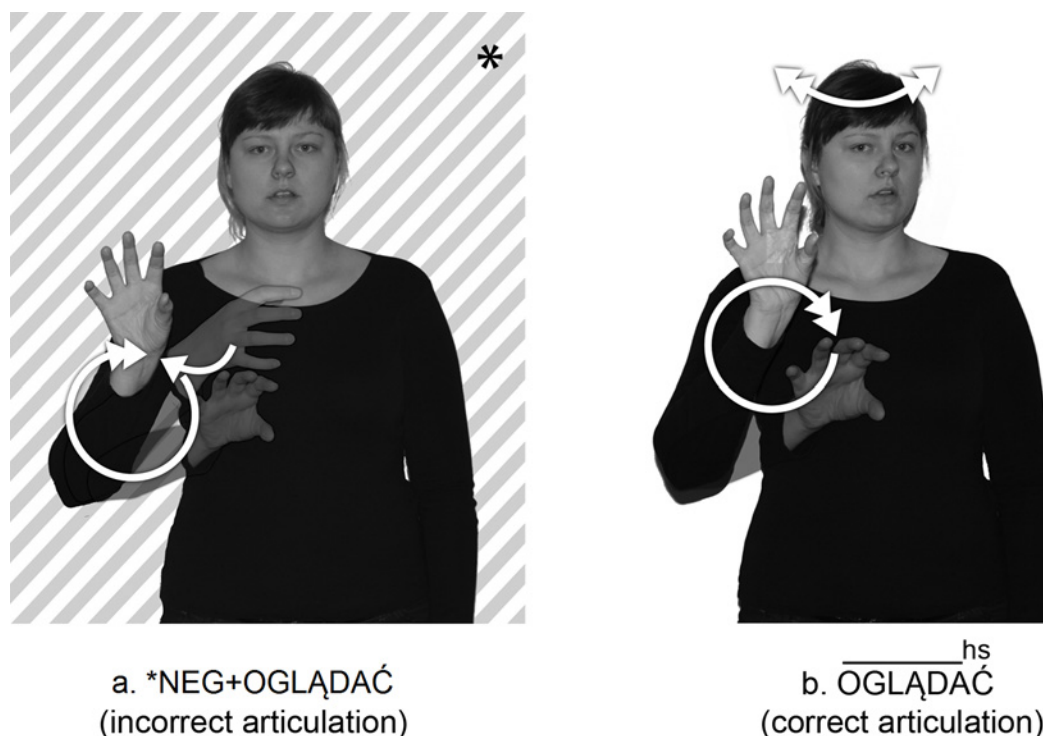 *
a. *NEG+OGLĄDAĆ
(incorrect articulation)
hs
b. OGLĄDAĆ
(correct articulation)